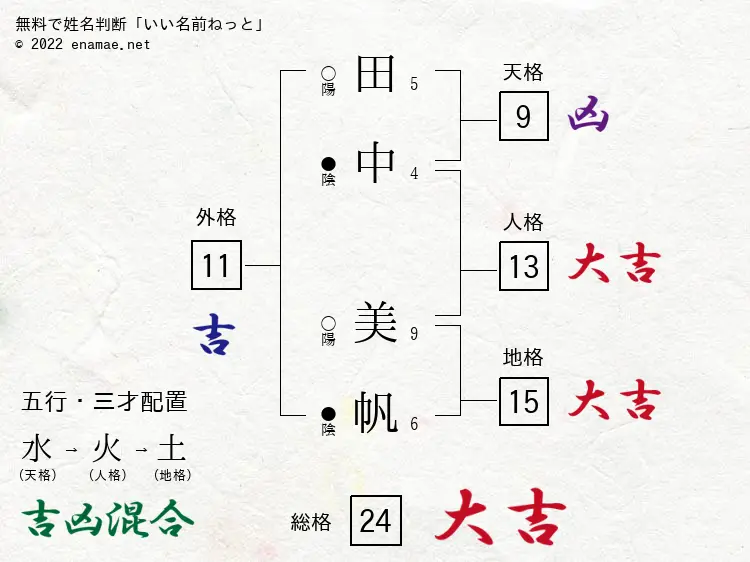 無料で姓名判断「いい名前ねっと」
© 2022 enamae.net
○陽 田 5
●陰 中 4
○陽 美 9
●陰 帆 6
天格
9 凶
人格
13 大吉
地格
15 大吉
外格
11
吉
五行・三才配置
水→火→土
(天格) (人格) (地格)
吉凶混合
総格 24 大吉